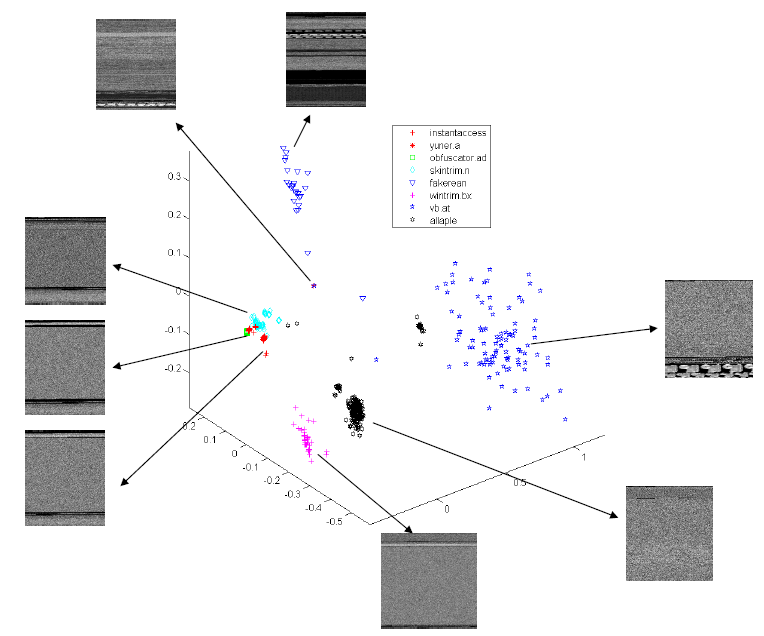 instantaccess
yuner.a
obfuscator.ad
skintrim.n
fakerean
wintrim.bx
vb.at
allaple
0.3
0.2
0.1
0
-0.1
-0.2
0.2
0.1
0
-0.1
-0.2
-0.3
-0.4
-0.5
0
0.5
1